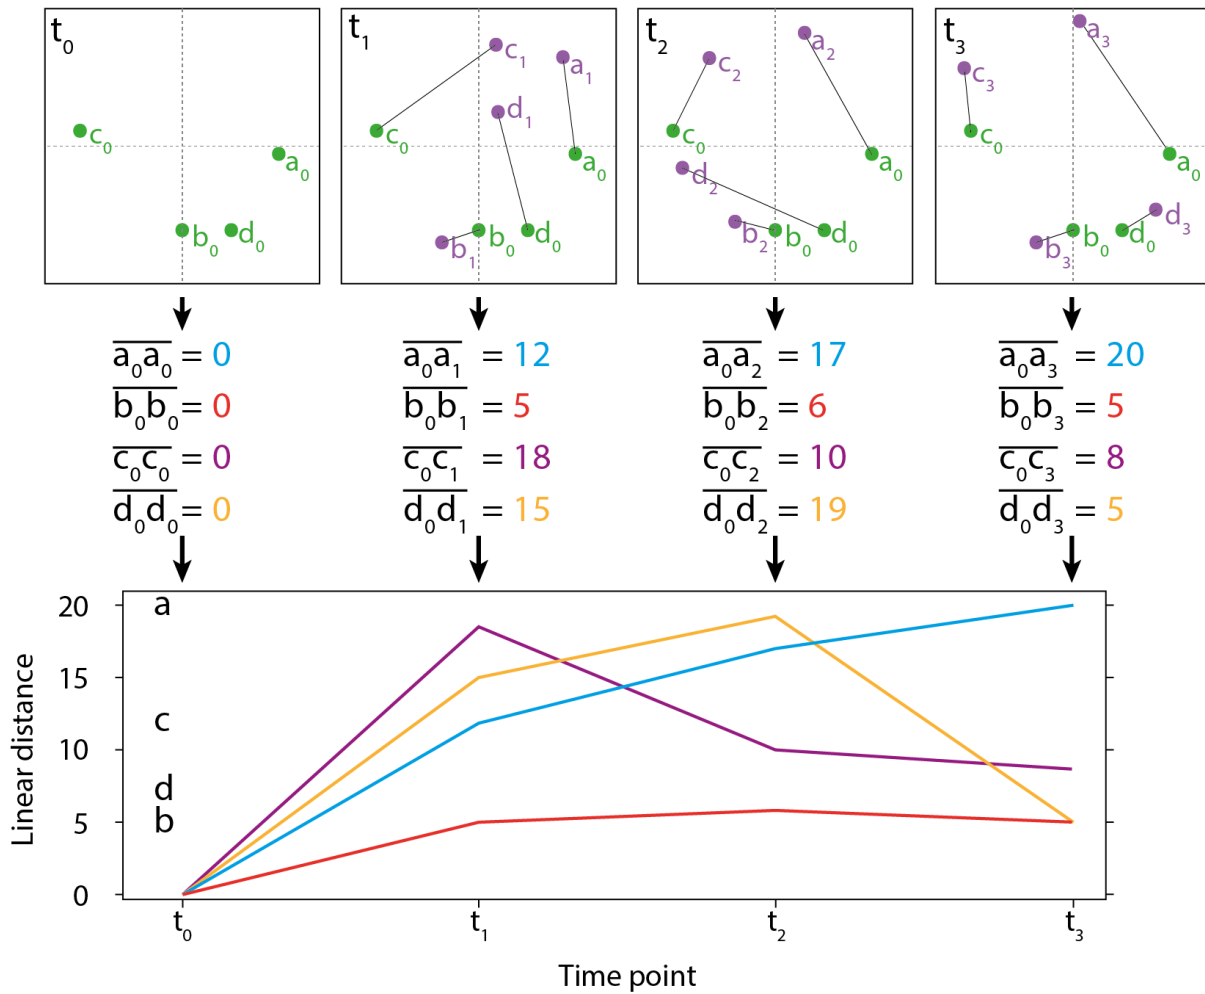 t0 t1 t2 t3
c0 a0 b0 d0
c1 a1 d1 c0 a0 b1 b0 d0
a2 c2 c0 d2 a0 b2 b0 d0
a3 c3 c0 a0 d3 b3 b0 d0
a0a0 = 0 a0a1 = 12 a0a2 = 17 a0a3 = 20
b0b0 = 0 b0b1 = 5 b0b2 = 6 b0b3 = 5
c0c0 = 0 c0c1 = 18 c0c2 = 10 c0c3 = 8
d0d0 = 0 d0d1 = 15 d0d2 = 19 d0d3 = 5
Linear distance
20
15
10
5
0
a
c
d
b
t0 t1 t2 t3
Time point